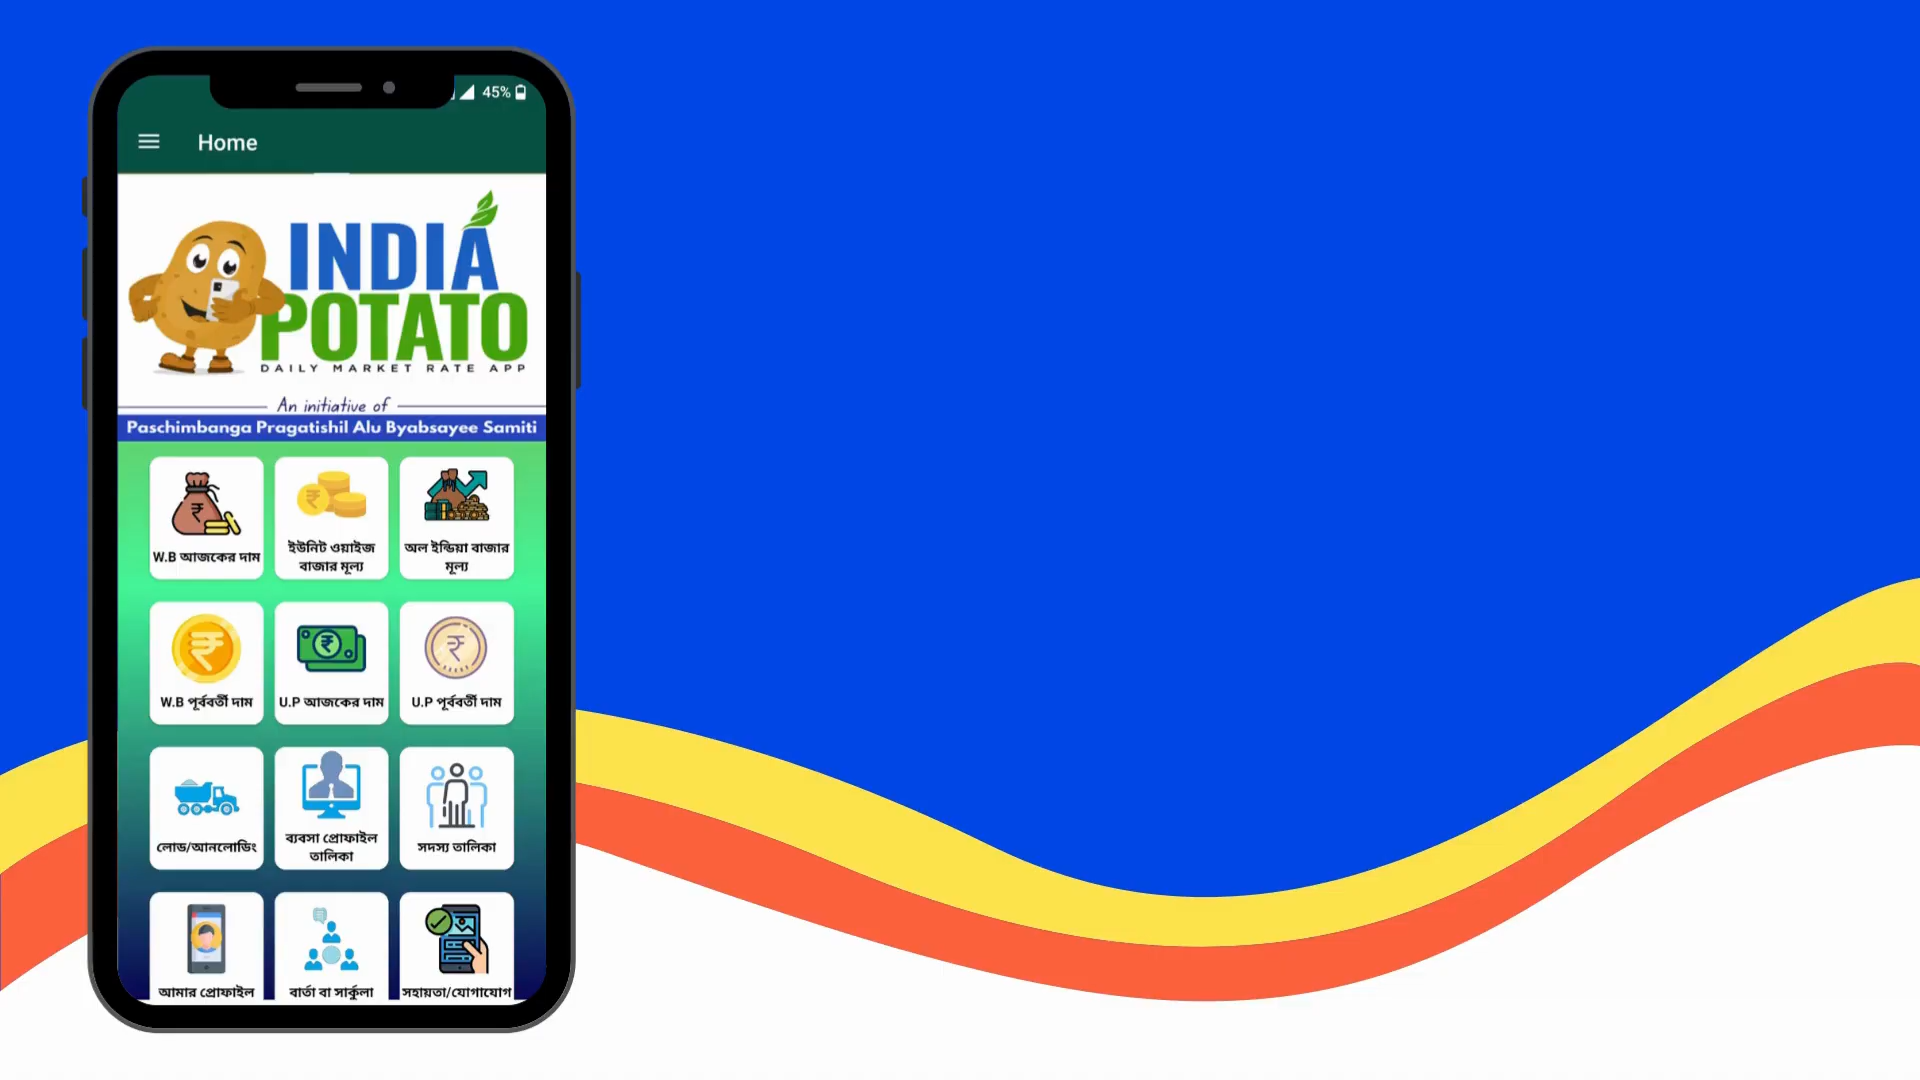 45%
Home
INDIA
POTATO
DAILY MARKET RATE APP
An initiative of
Paschimbanga Pragatishil Alu Byabsayee Samiti
W.B আজকের দাম
ইউনিট ওয়াইজ
বাজার মূল্য
অল ইন্ডিয়া বাজার
মূল্য
W.B পূর্ববর্তী দাম
U.P আজকের দাম
U.P পূর্ববর্তী দাম
লোড/আনলোডিং
ব্যবসা প্রোফাইল
তালিকা
সদস্য তালিকা
আমার প্রোফাইল
বার্তা বা সার্কুলা
সহায়তা/যোগাযোগ